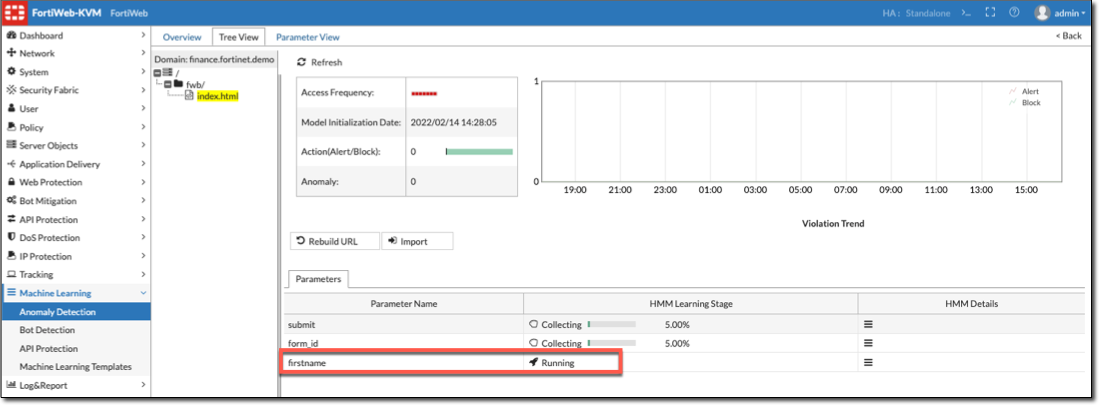 FortiWeb-KVM FortiWeb HA : Standalone >_ admin
Dashboard
Network
System
Security Fabric
User
Policy
Server Objects
Application Delivery
Web Protection
Bot Mitigation
API Protection
DoS Protection
IP Protection
Tracking
Machine Learning
Anomaly Detection
Bot Detection
API Protection
Machine Learning Templates
Log&Report
Overview Tree View Parameter View < Back
Domain: finance.fortinet.demo
/
fwb/
index.html
Refresh
Access Frequency:
Model Initialization Date: 2022/02/14 14:28:05
Action(Alert/Block): 0
Anomaly: 0
1
Alert
Block
0
19:00 21:00 23:00 01:00 03:00 05:00 07:00 09:00 11:00 13:00 15:00
Violation Trend
Rebuild URL Import
Parameters
Parameter Name HMM Learning Stage HMM Details
submit Collecting 5.00%
form_id Collecting 5.00%
firstname Running